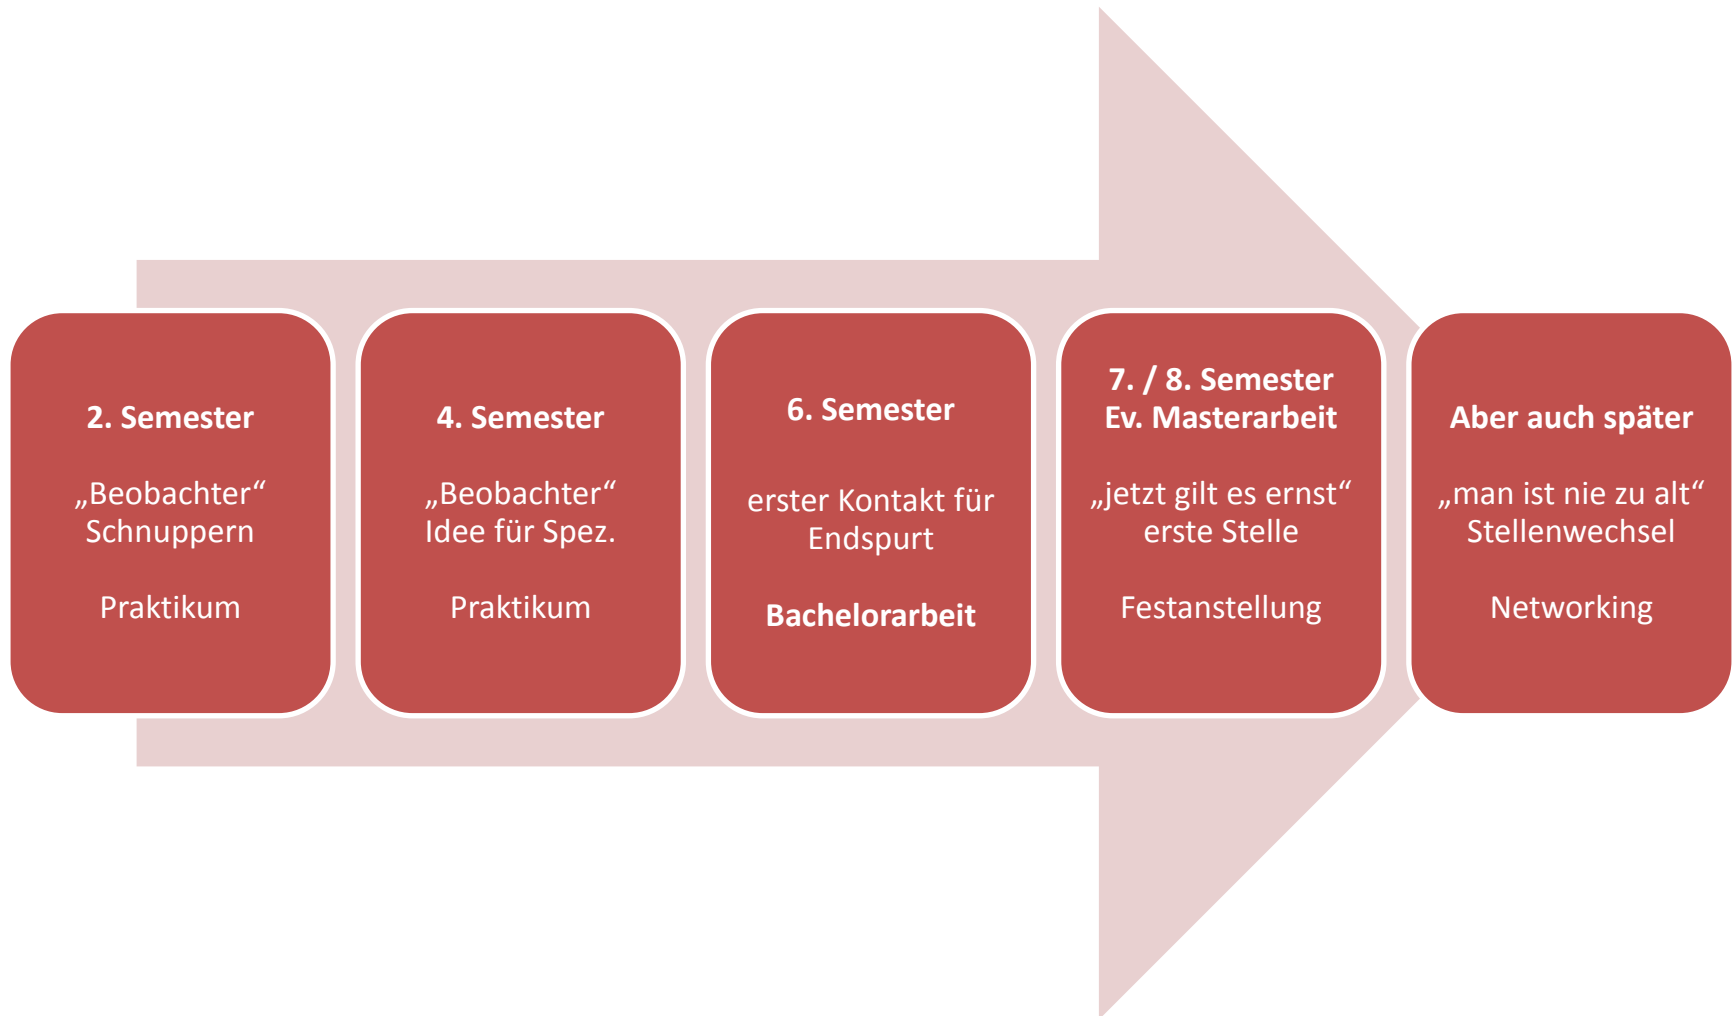 2. Semester
„Beobachter“
Schnuppern
Praktikum
4. Semester
„Beobachter“
Idee für Spez.
Praktikum
6. Semester
erster Kontakt für
Endspurt
Bachelorarbeit
7. / 8. Semester
Ev. Masterarbeit
„jetzt gilt es ernst“
erste Stelle
Festanstellung
Aber auch später
„man ist nie zu alt“
Stellenwechsel
Networking